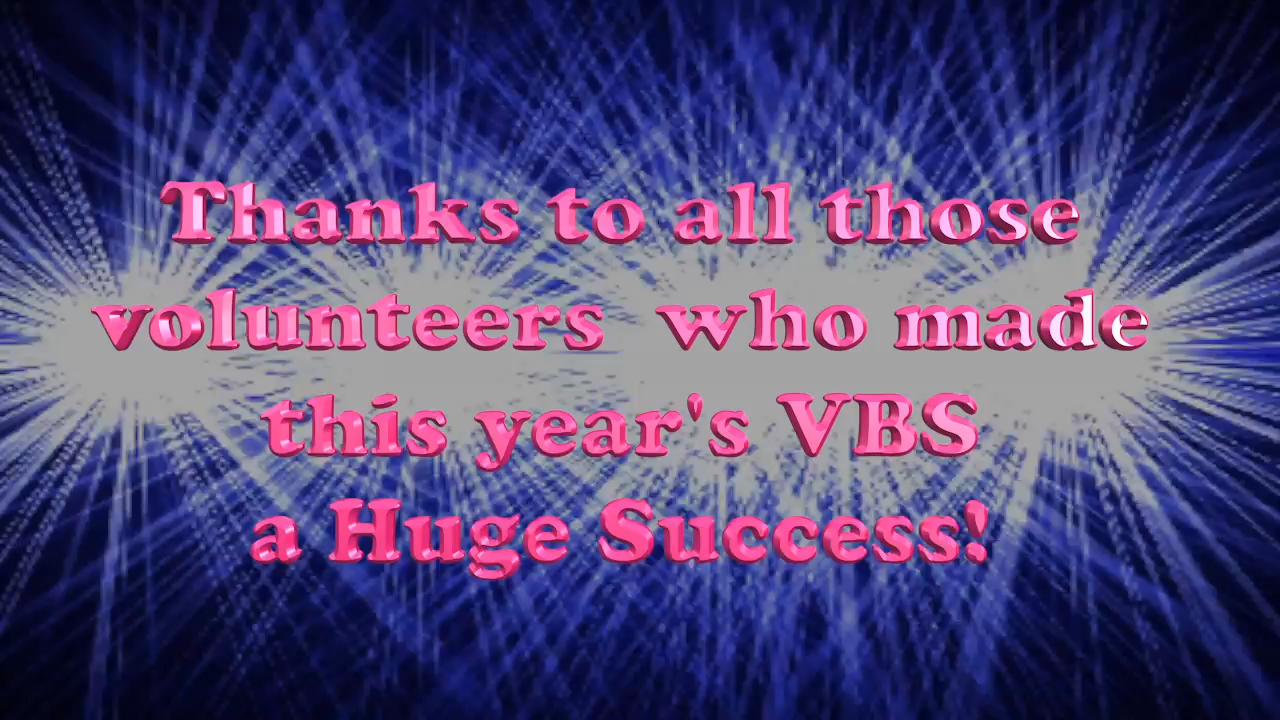 Thanks to all those
volunteers  who made
this year's VBS
a Huge Success!